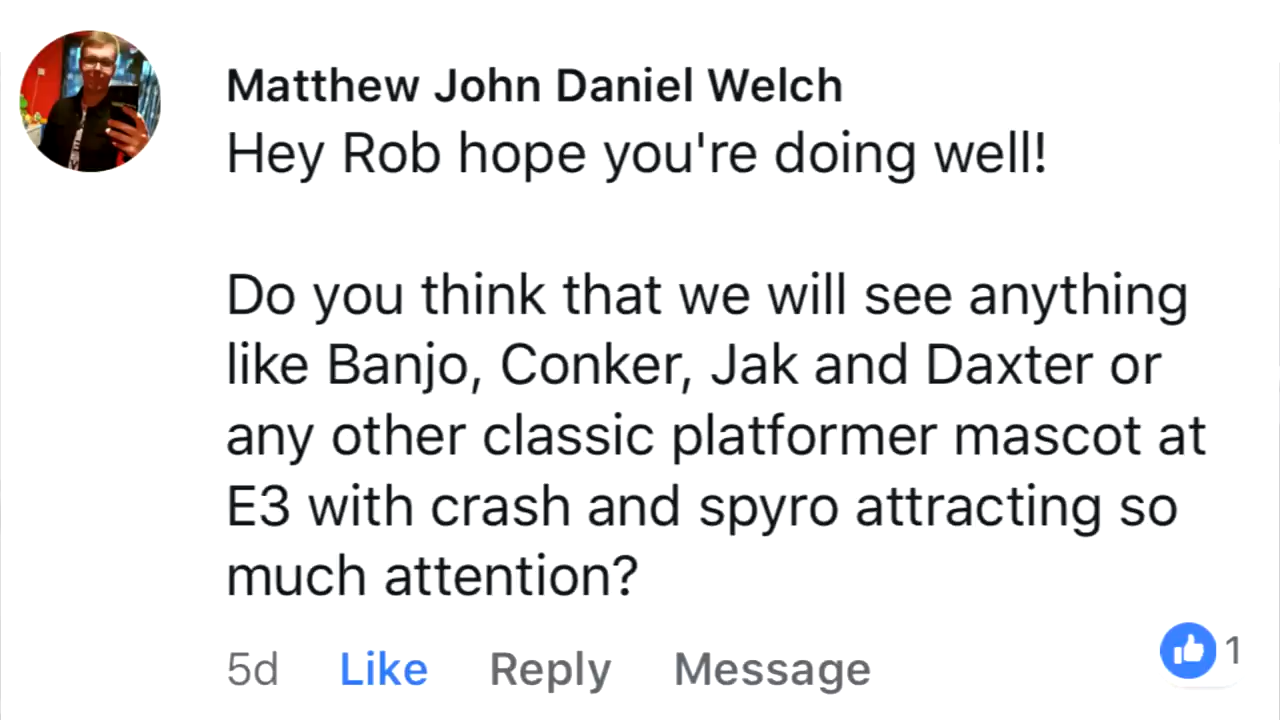 Matthew John Daniel Welch
Hey Rob hope you're doing well!
Do you think that we will see anything
like Banjo, Conker, Jak and Daxter or
any other classic platformer mascot at
E3 with crash and spyro attracting so
much attention?
5d Like Reply Message 1